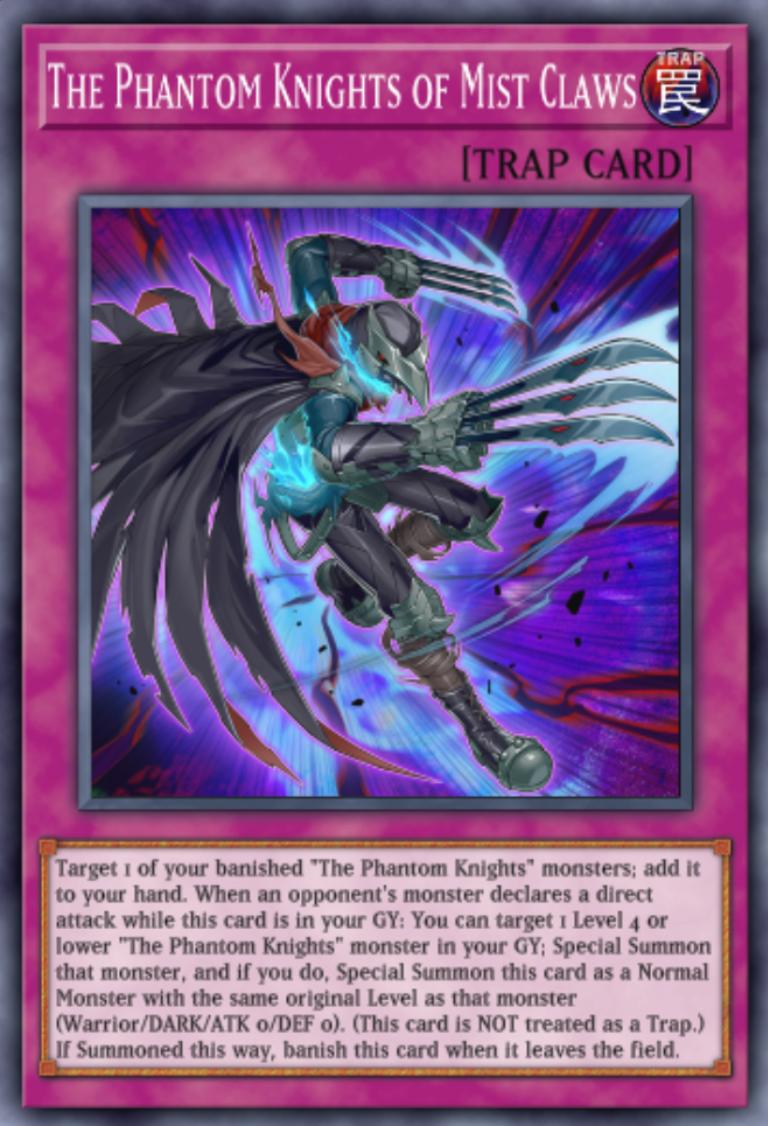 The Phantom Knights of Mist Claws
TRAP
罠
[TRAP CARD]
Target 1 of your banished "The Phantom Knights" monsters; add it
to your hand. When an opponent's monster declares a direct
attack while this card is in your GY: You can target 1 Level 4 or
lower "The Phantom Knights" monster in your GY; Special Summon
that monster, and if you do, Special Summon this card as a Normal
Monster with the same original Level as that monster
(Warrior/DARK/ATK 0/DEF 0). (This card is NOT treated as a Trap.)
If Summoned this way, banish this card when it leaves the field.